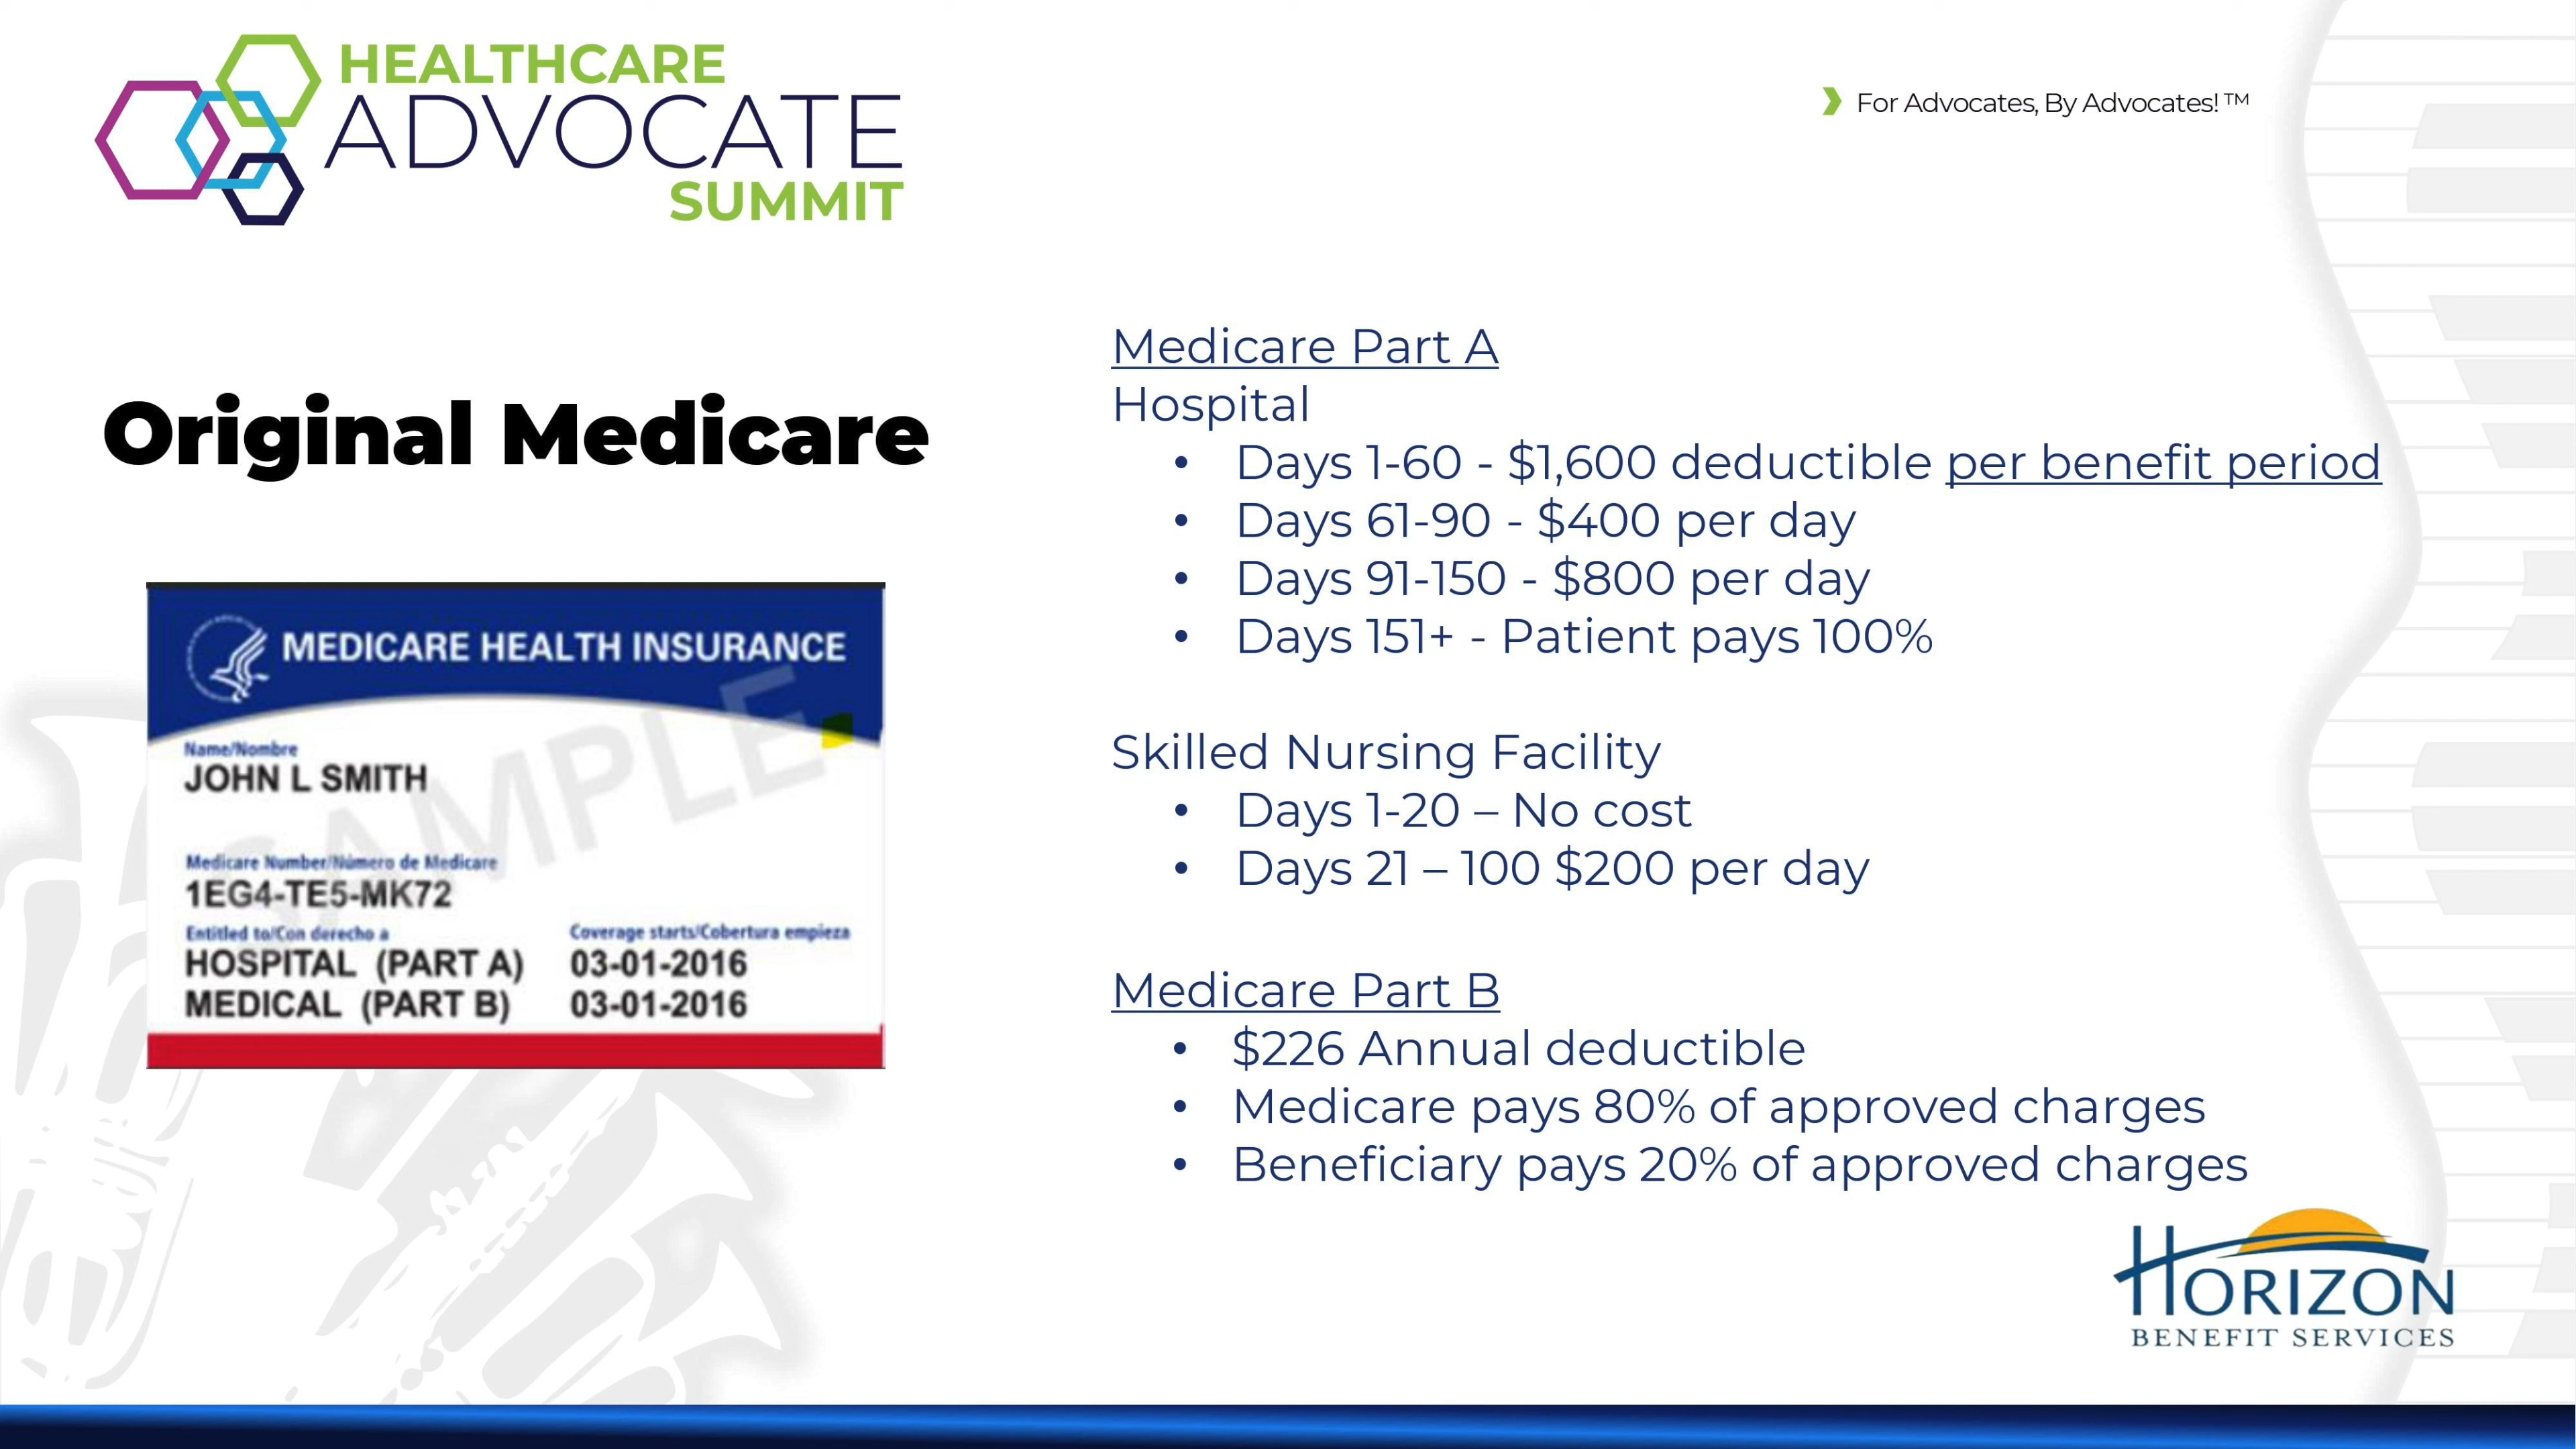 HEALTHCARE
ADVOCATE
SUMMIT
For Advocates, By Advocates!™
Original Medicare
MEDICARE HEALTH INSURANCE
SAMPLE
Name/Nombre
JOHN L SMITH
Medicare Number/Número de Medicare
1EG4-TE5-MK72
Entitled to/Con derecho a
Coverage starts/Cobertura empieza
HOSPITAL (PART A) 03-01-2016
MEDICAL (PART B) 03-01-2016
Medicare Part A
Hospital
• Days 1-60 - $1,600 deductible per benefit period
• Days 61-90 - $400 per day
• Days 91-150 - $800 per day
• Days 151+ - Patient pays 100%
Skilled Nursing Facility
• Days 1-20 – No cost
• Days 21 – 100 $200 per day
Medicare Part B
• $226 Annual deductible
• Medicare pays 80% of approved charges
• Beneficiary pays 20% of approved charges
HORIZON
BENEFIT SERVICES